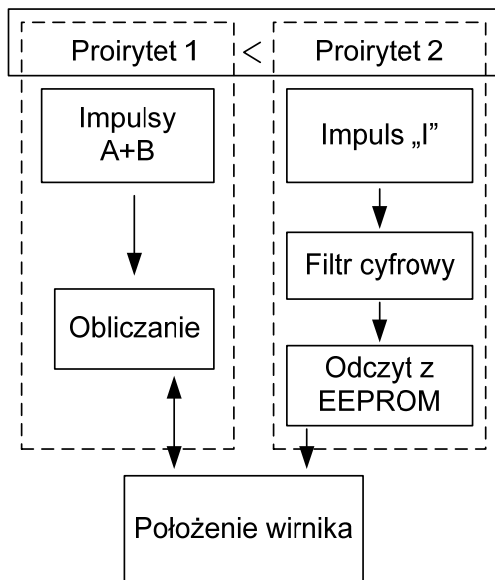 Proirytet 1 < Proirytet 2
Impulsy
A+B
Obliczanie
Impuls „I”
Filtr cyfrowy
Odczyt z
EEPROM
Położenie wirnika